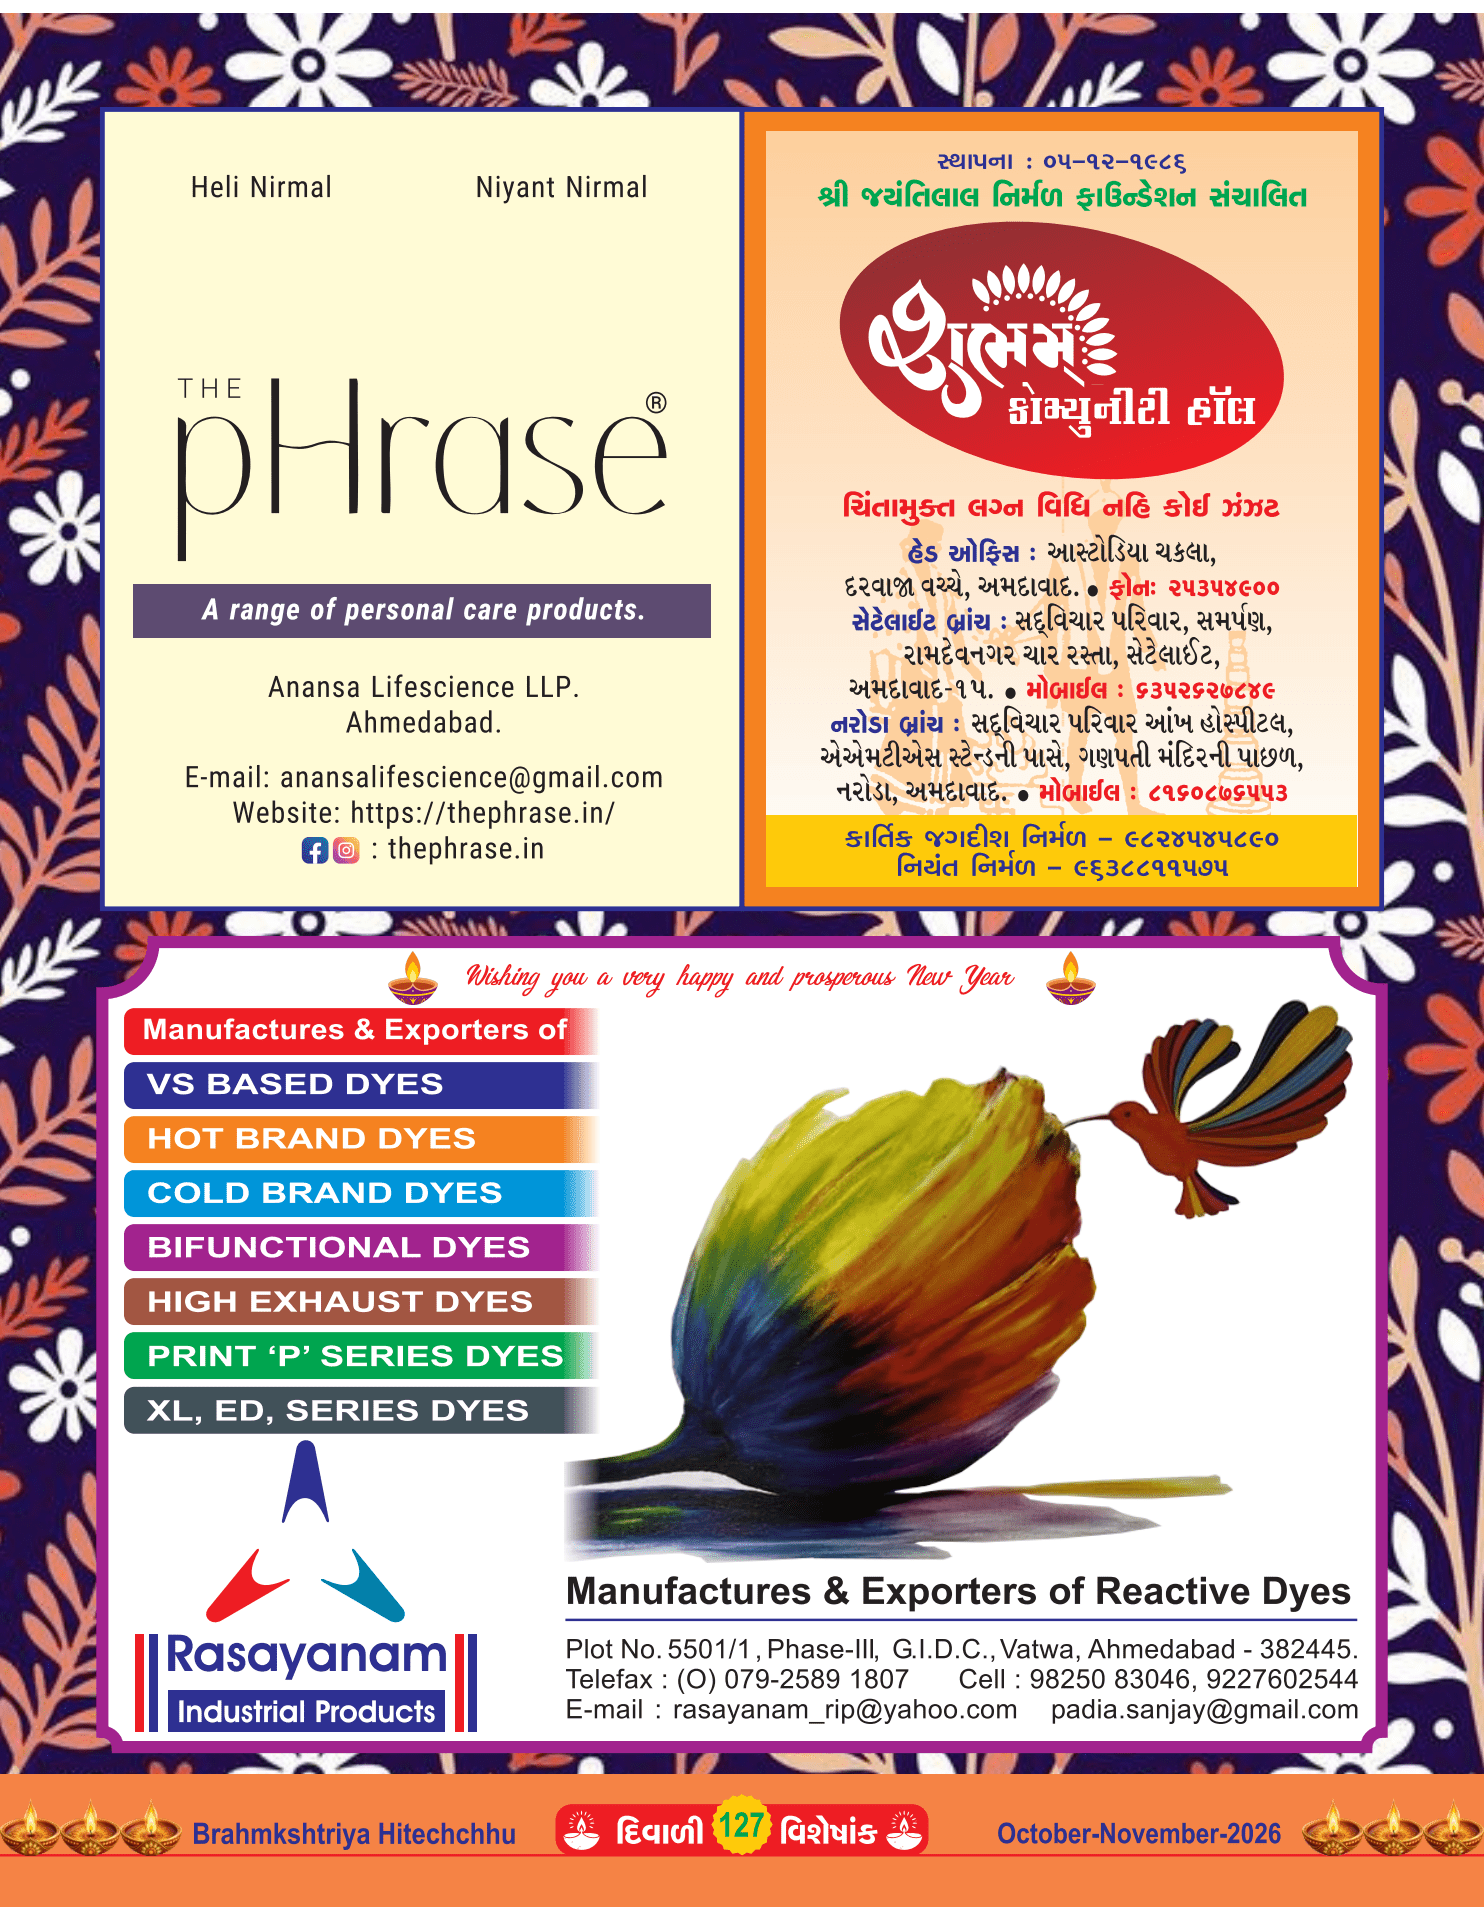 Heli Nirmal Niyant Nirmal
THE
pHrase®
A range of personal care products.
Anansa Lifescience LLP.
Ahmedabad.
E-mail: anansalifescience@gmail.com
Website: https://thephrase.in/
: thephrase.in
સ્થાપના : ૦૫–૧૨–૧૯૮૬
શ્રી જયંતિલાલ નિર્મળ ફાઉન્ડેશન સંચાલિત
શુભમ્
કોમ્યુનીટી હૉલ
ચિંતામુક્ત લગ્ન વિધિ નહિ કોઈ ઝંઝટ
હેડ ઓફિસ : આસ્ટોડિયા ચકલા,
દરવાજા વચ્ચે, અમદાવાદ. ● ફોનઃ ૨૫૩૫૪૯૦૦
સેટેલાઈટ બ્રાંચ : સદ્‌વિચાર પરિવાર, સમર્પણ,
રામદેવનગર ચાર રસ્તા, સેટેલાઈટ,
અમદાવાદ-૧૫. ● મોબાઈલ : ૬૩૫૨૬૨૭૮૪૯
નરોડા બ્રાંચ : સદ્‌વિચાર પરિવાર આંખ હોસ્પીટલ,
એએમટીએસ સ્ટેન્ડની પાસે, ગણપતી મંદિરની પાછળ,
નરોડા, અમદાવાદ. ● મોબાઈલ : ૮૧૬૦૮૭૬૫૫૩
કાર્તિક જગદીશ નિર્મળ – ૯૮૨૪૫૪૫૮૯૦
નિયંત નિર્મળ – ૯૬૩૮૮૧૧૫૭૫
Wishing you a very happy and prosperous New Year
Manufactures & Exporters of
VS BASED DYES
HOT BRAND DYES
COLD BRAND DYES
BIFUNCTIONAL DYES
HIGH EXHAUST DYES
PRINT ‘P’ SERIES DYES
XL, ED, SERIES DYES
Rasayanam
Industrial Products
Manufactures & Exporters of Reactive Dyes
Plot No. 5501/1, Phase-III, G.I.D.C., Vatwa, Ahmedabad - 382445.
Telefax : (O) 079-2589 1807 Cell : 98250 83046, 9227602544
E-mail : rasayanam_rip@yahoo.com padia.sanjay@gmail.com
Brahmkshtriya Hitechchhu દિવાળી 127 વિશેષાંક October-November-2026